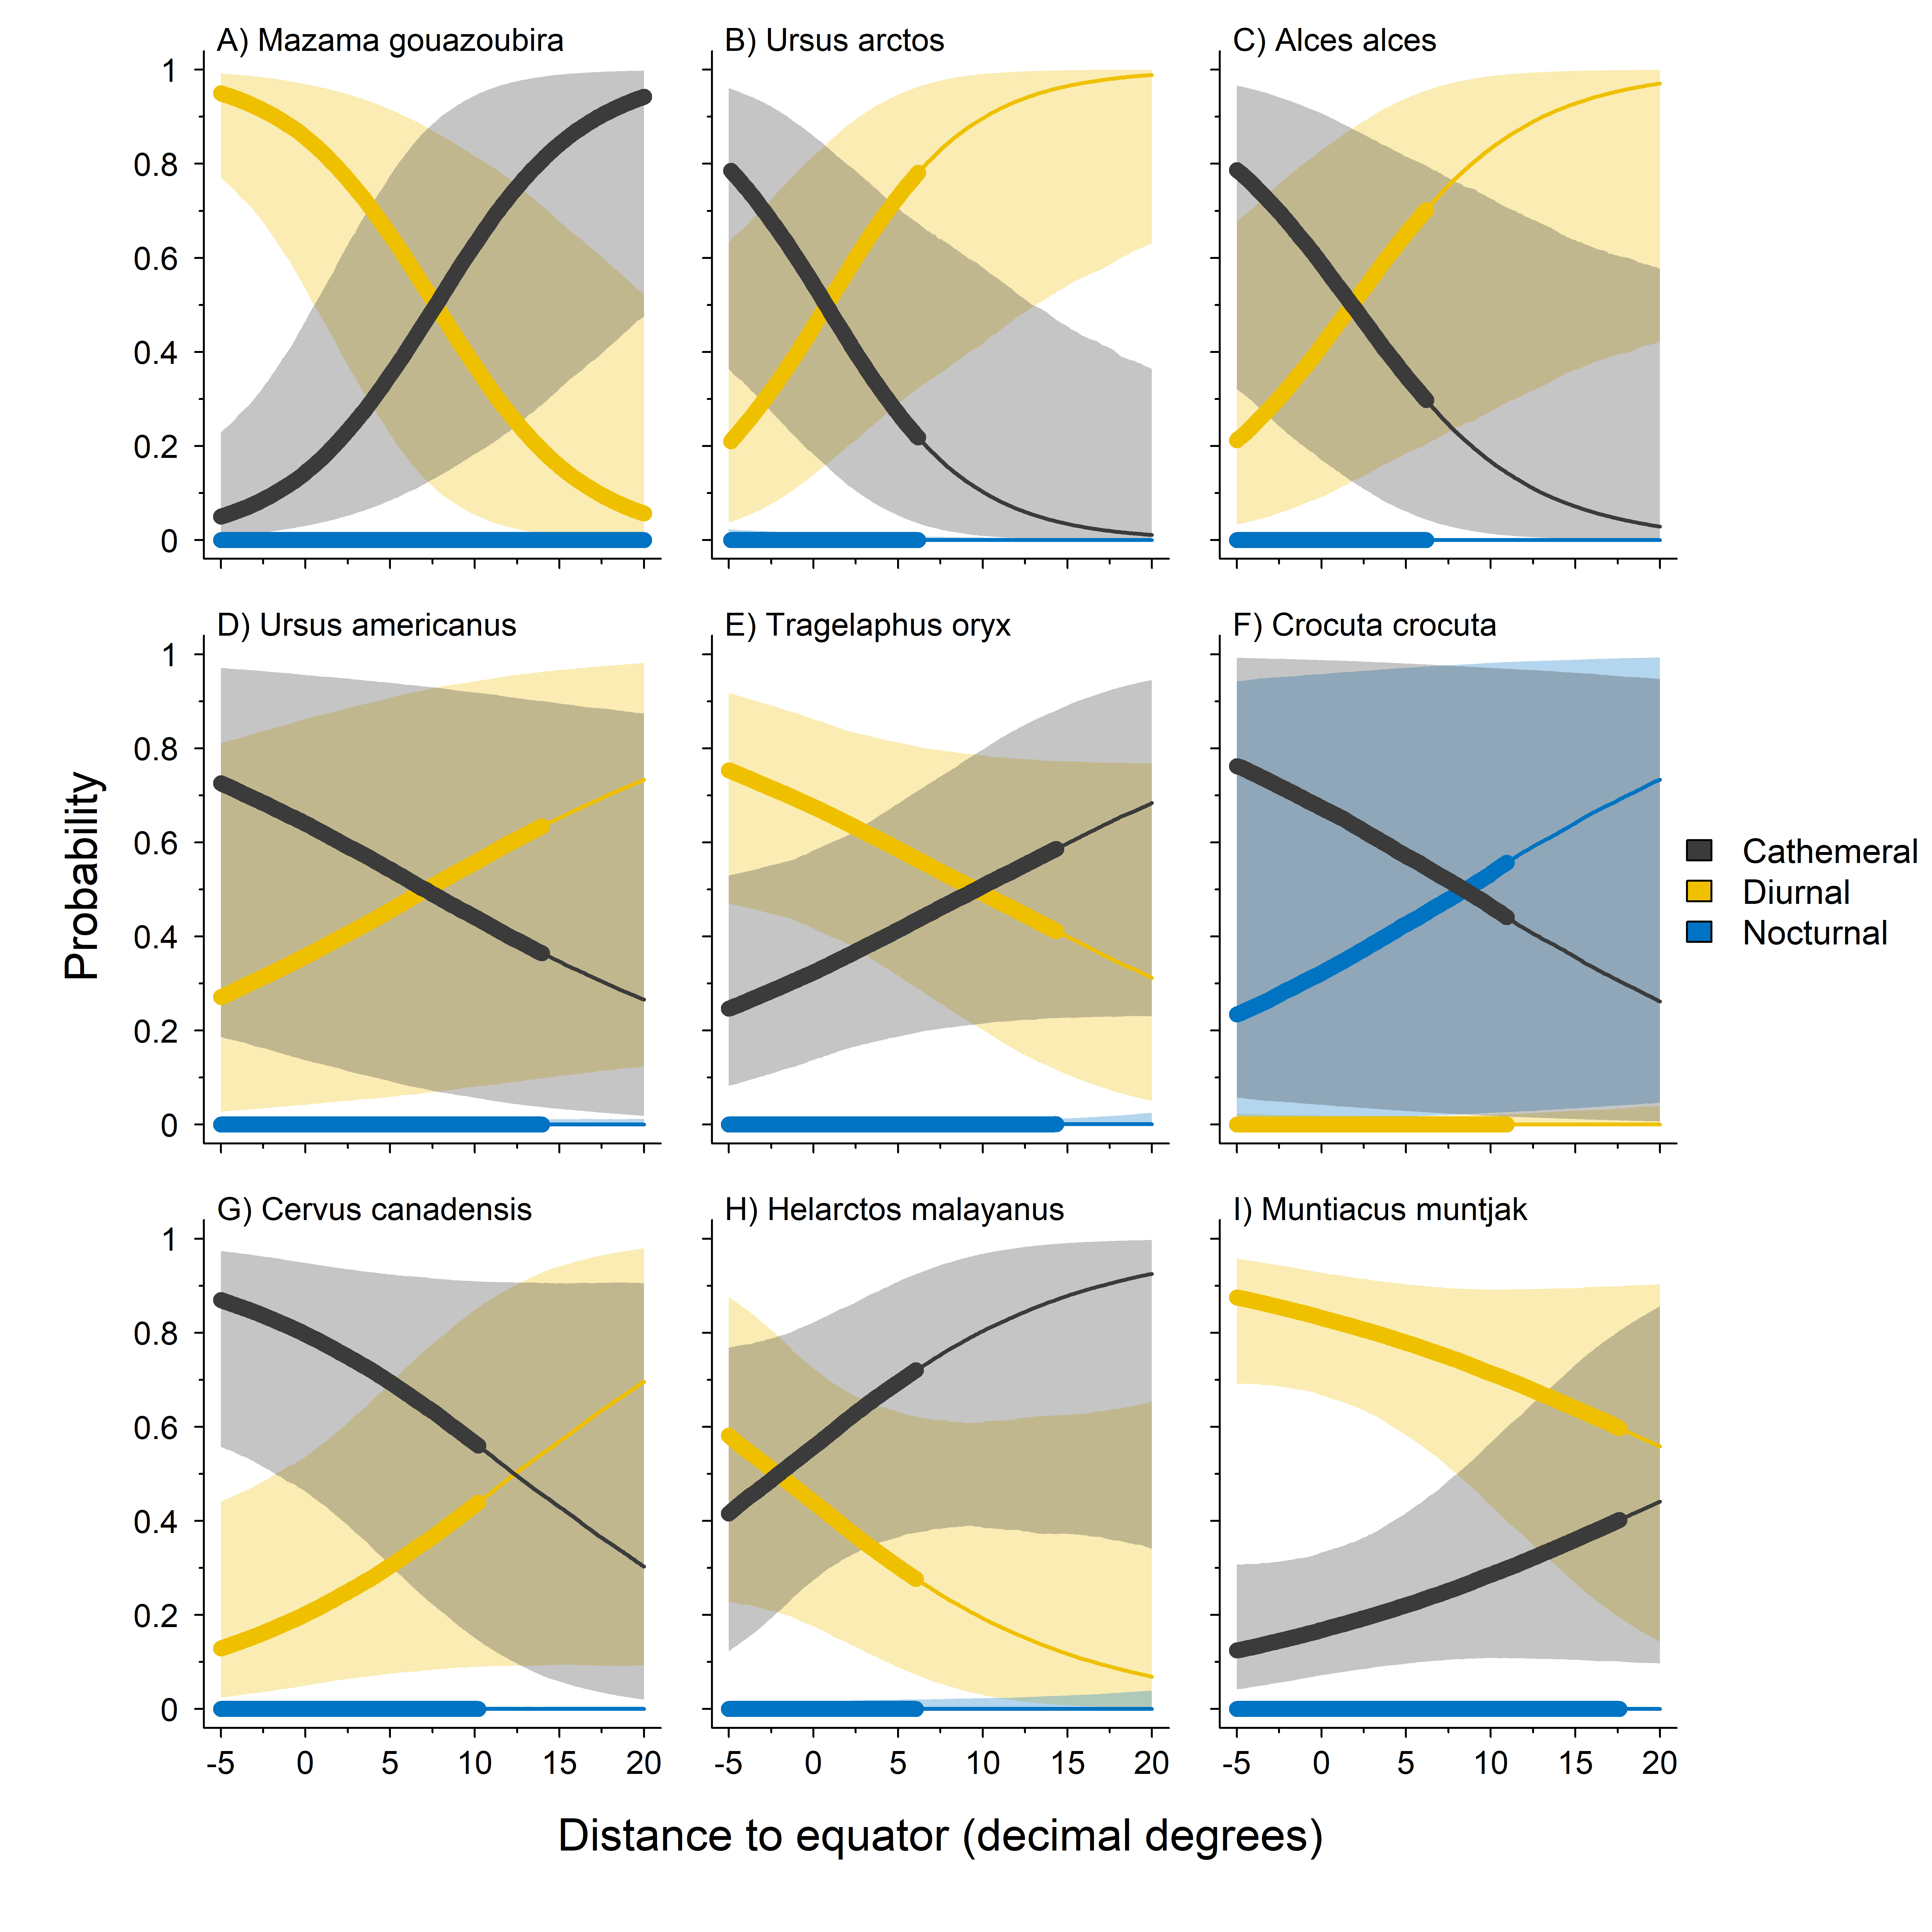 A) Mazama gouazoubira
B) Ursus arctos
C) Alces alces
1
0.8
0.6
0.4
0.2
0
D) Ursus americanus
E) Tragelaphus oryx
F) Crocuta crocuta
1
0.8
0.6
0.4
0.2
0
Probability
Cathemeral
Diurnal
Nocturnal
G) Cervus canadensis
H) Helarctos malayanus
I) Muntiacus muntjak
1
0.8
0.6
0.4
0.2
0
-5 0 5 10 15 20
-5 0 5 10 15 20
-5 0 5 10 15 20
Distance to equator (decimal degrees)